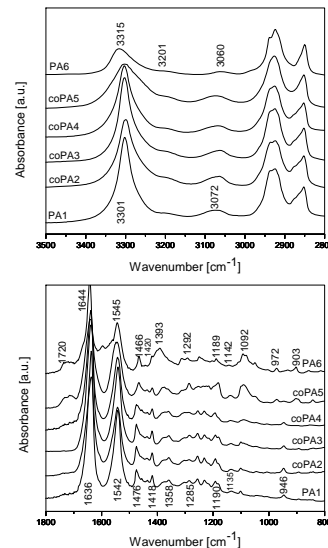 3315
3201
3060
PA6
coPA5
coPA4
coPA3
coPA2
PA1
3301
3072
Absorbance [a.u.]
3500 3400 3300 3200 3100 3000 2900 2800
Wavenumber [cm-1]
1644
1720
1545
1466
1420
1393
1292
1189
1142
1092
972
903
PA6
coPA5
coPA4
coPA3
coPA2
PA1
1636
1542
1476
1418
1358
1285
1190
1135
946
Absorbance [a.u.]
1800 1600 1400 1200 1000 800
Wavenumber [cm-1]